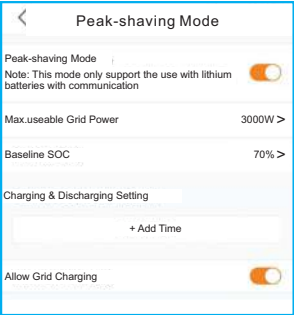 Peak-shaving Mode
Peak-shaving Mode
Note: This mode only support the use with lithium
batteries with communication
Max.useable Grid Power 3000W >
Baseline SOC 70% >
Charging & Discharging Setting
+ Add Time
Allow Grid Charging